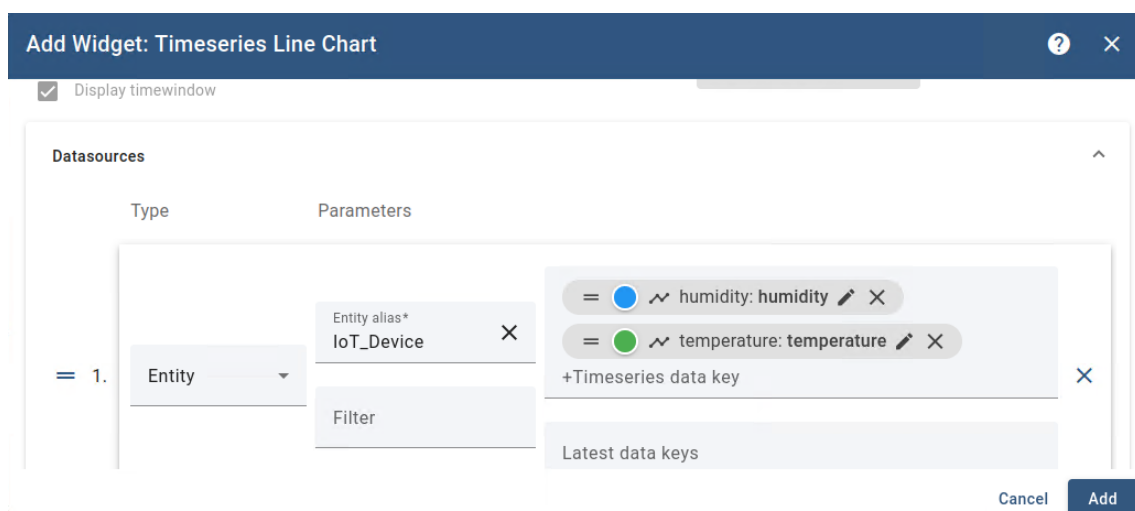 Add Widget: Timeseries Line Chart
Display timewindow
Datasources
Type Parameters
humidity: humidity
Entity alias*
IoT_Device
temperature: temperature
1. Entity
+Timeseries data key
Filter
Latest data keys
Cancel Add